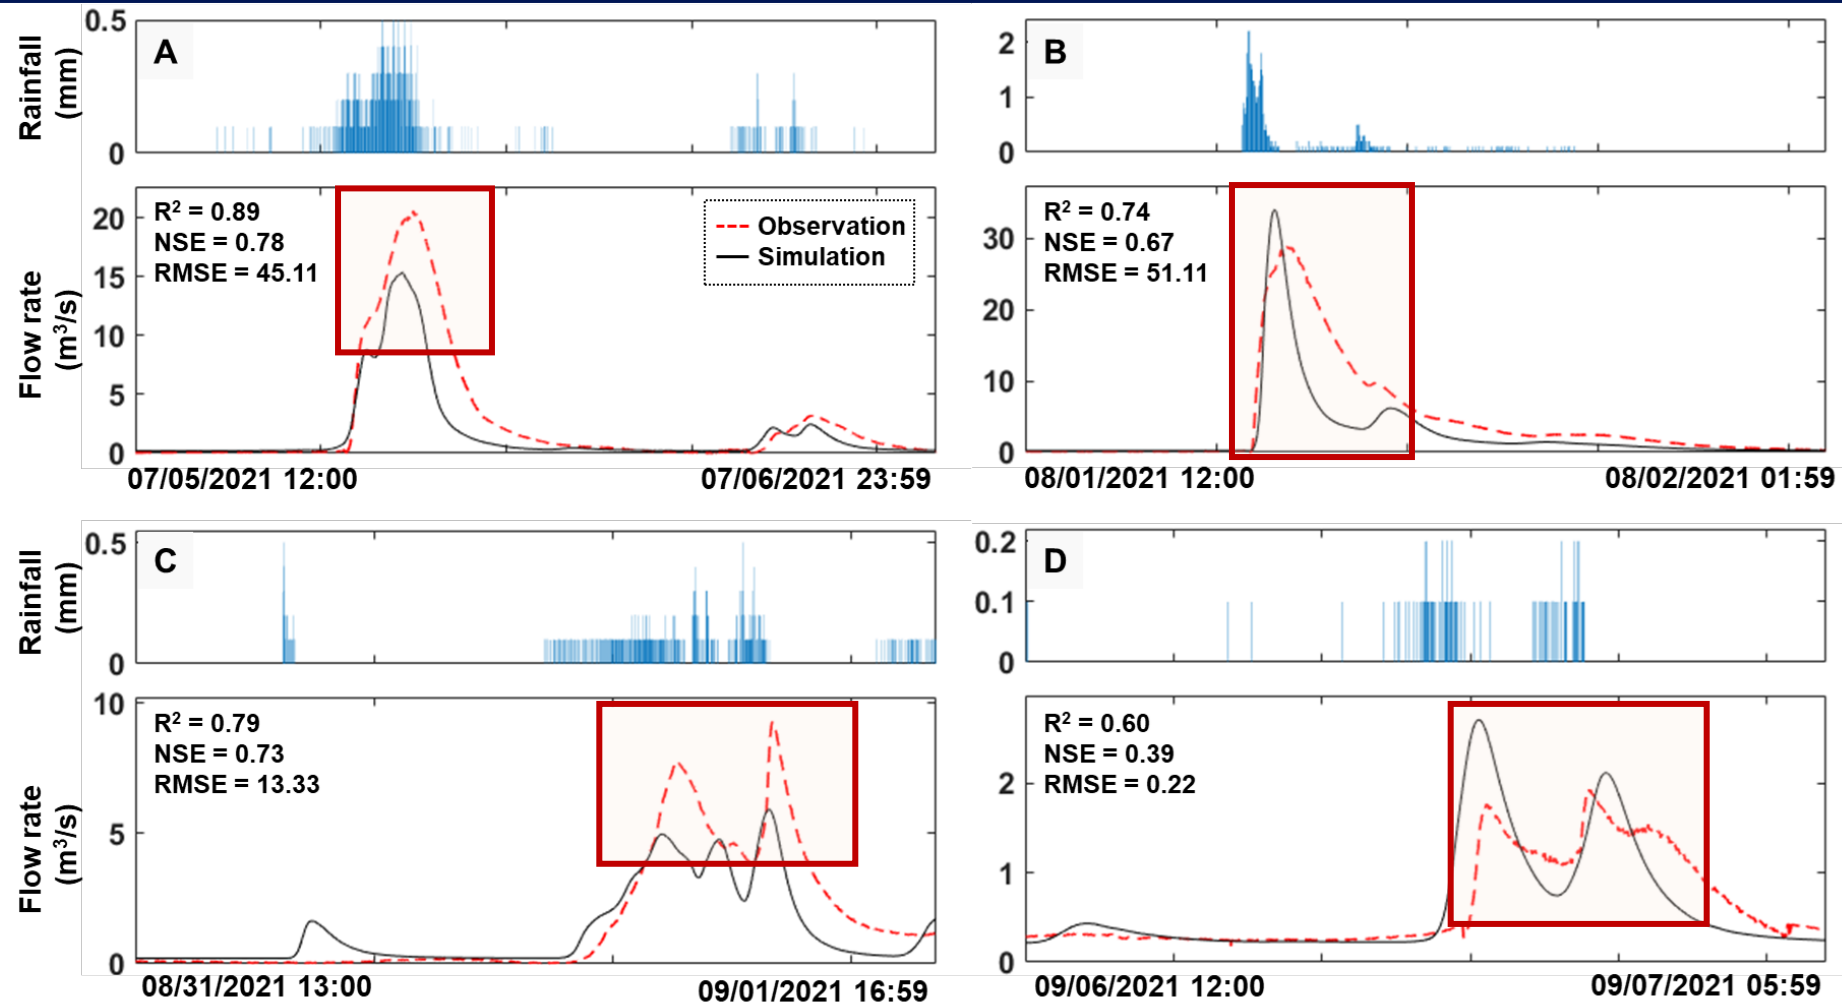 A
Rainfall
(mm)
0.5
0
R² = 0.89
NSE = 0.78
RMSE = 45.11
Observation
Simulation
Flow rate
(m³/s)
20
15
10
5
0
07/05/2021 12:00
07/06/2021 23:59
B
2
1
0
R² = 0.74
NSE = 0.67
RMSE = 51.11
30
20
10
0
08/01/2021 12:00
08/02/2021 01:59
C
Rainfall
(mm)
0.5
0
R² = 0.79
NSE = 0.73
RMSE = 13.33
Flow rate
(m³/s)
10
5
0
08/31/2021 13:00
09/01/2021 16:59
D
0.2
0.1
0
R² = 0.60
NSE = 0.39
RMSE = 0.22
2
1
0
09/06/2021 12:00
09/07/2021 05:59